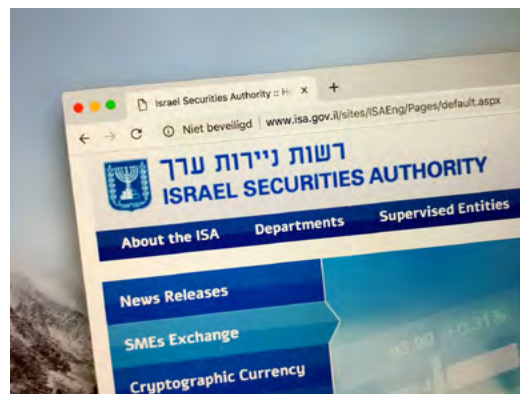 Israel Securities Authority :: H
Niet beveiligd | www.isa.gov.il/sites/ISAEng/Pages/default.aspx
רשות ניירות ערך
ISRAEL SECURITIES AUTHORITY
About the ISA Departments Supervised Entities
News Releases
SMEs Exchange
Cryptographic Currency